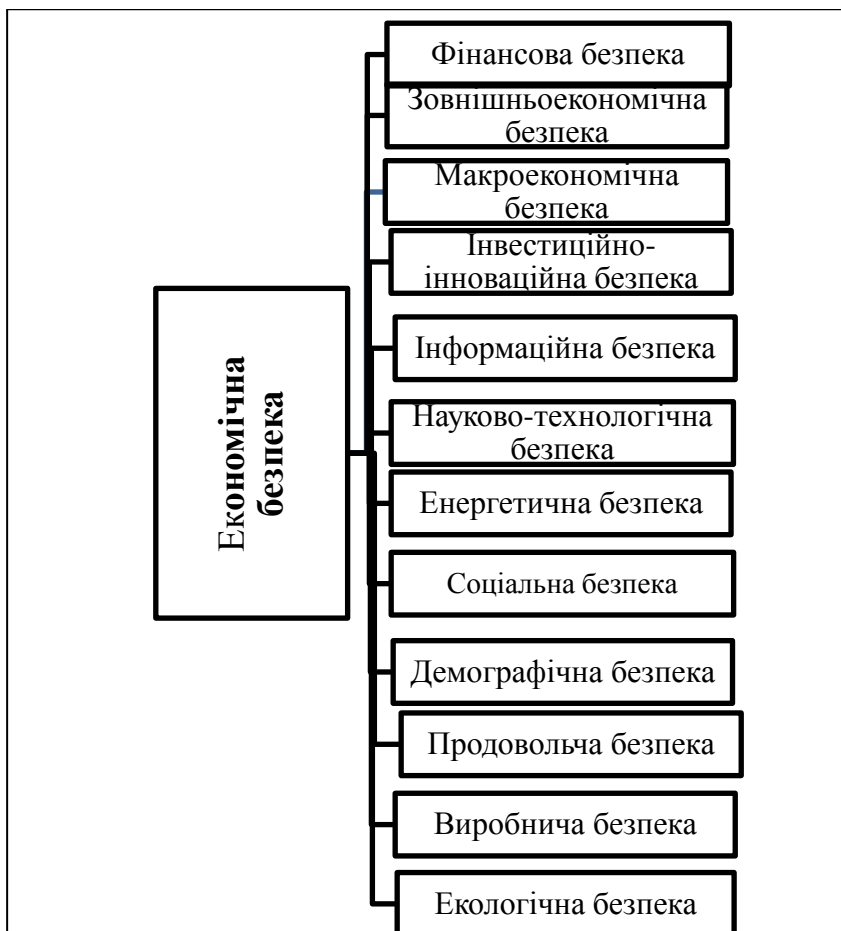 Фінансова безпека
Зовнішньоекономічна
безпека
Макроекономічна
безпека
Інвестиційно-
інноваційна безпека
Інформаційна безпека
Науково-технологічна
безпека
Енергетична безпека
Соціальна безпека
Демографічна безпека
Продовольча безпека
Виробнича безпека
Екологічна безпека
Економічна
безпека